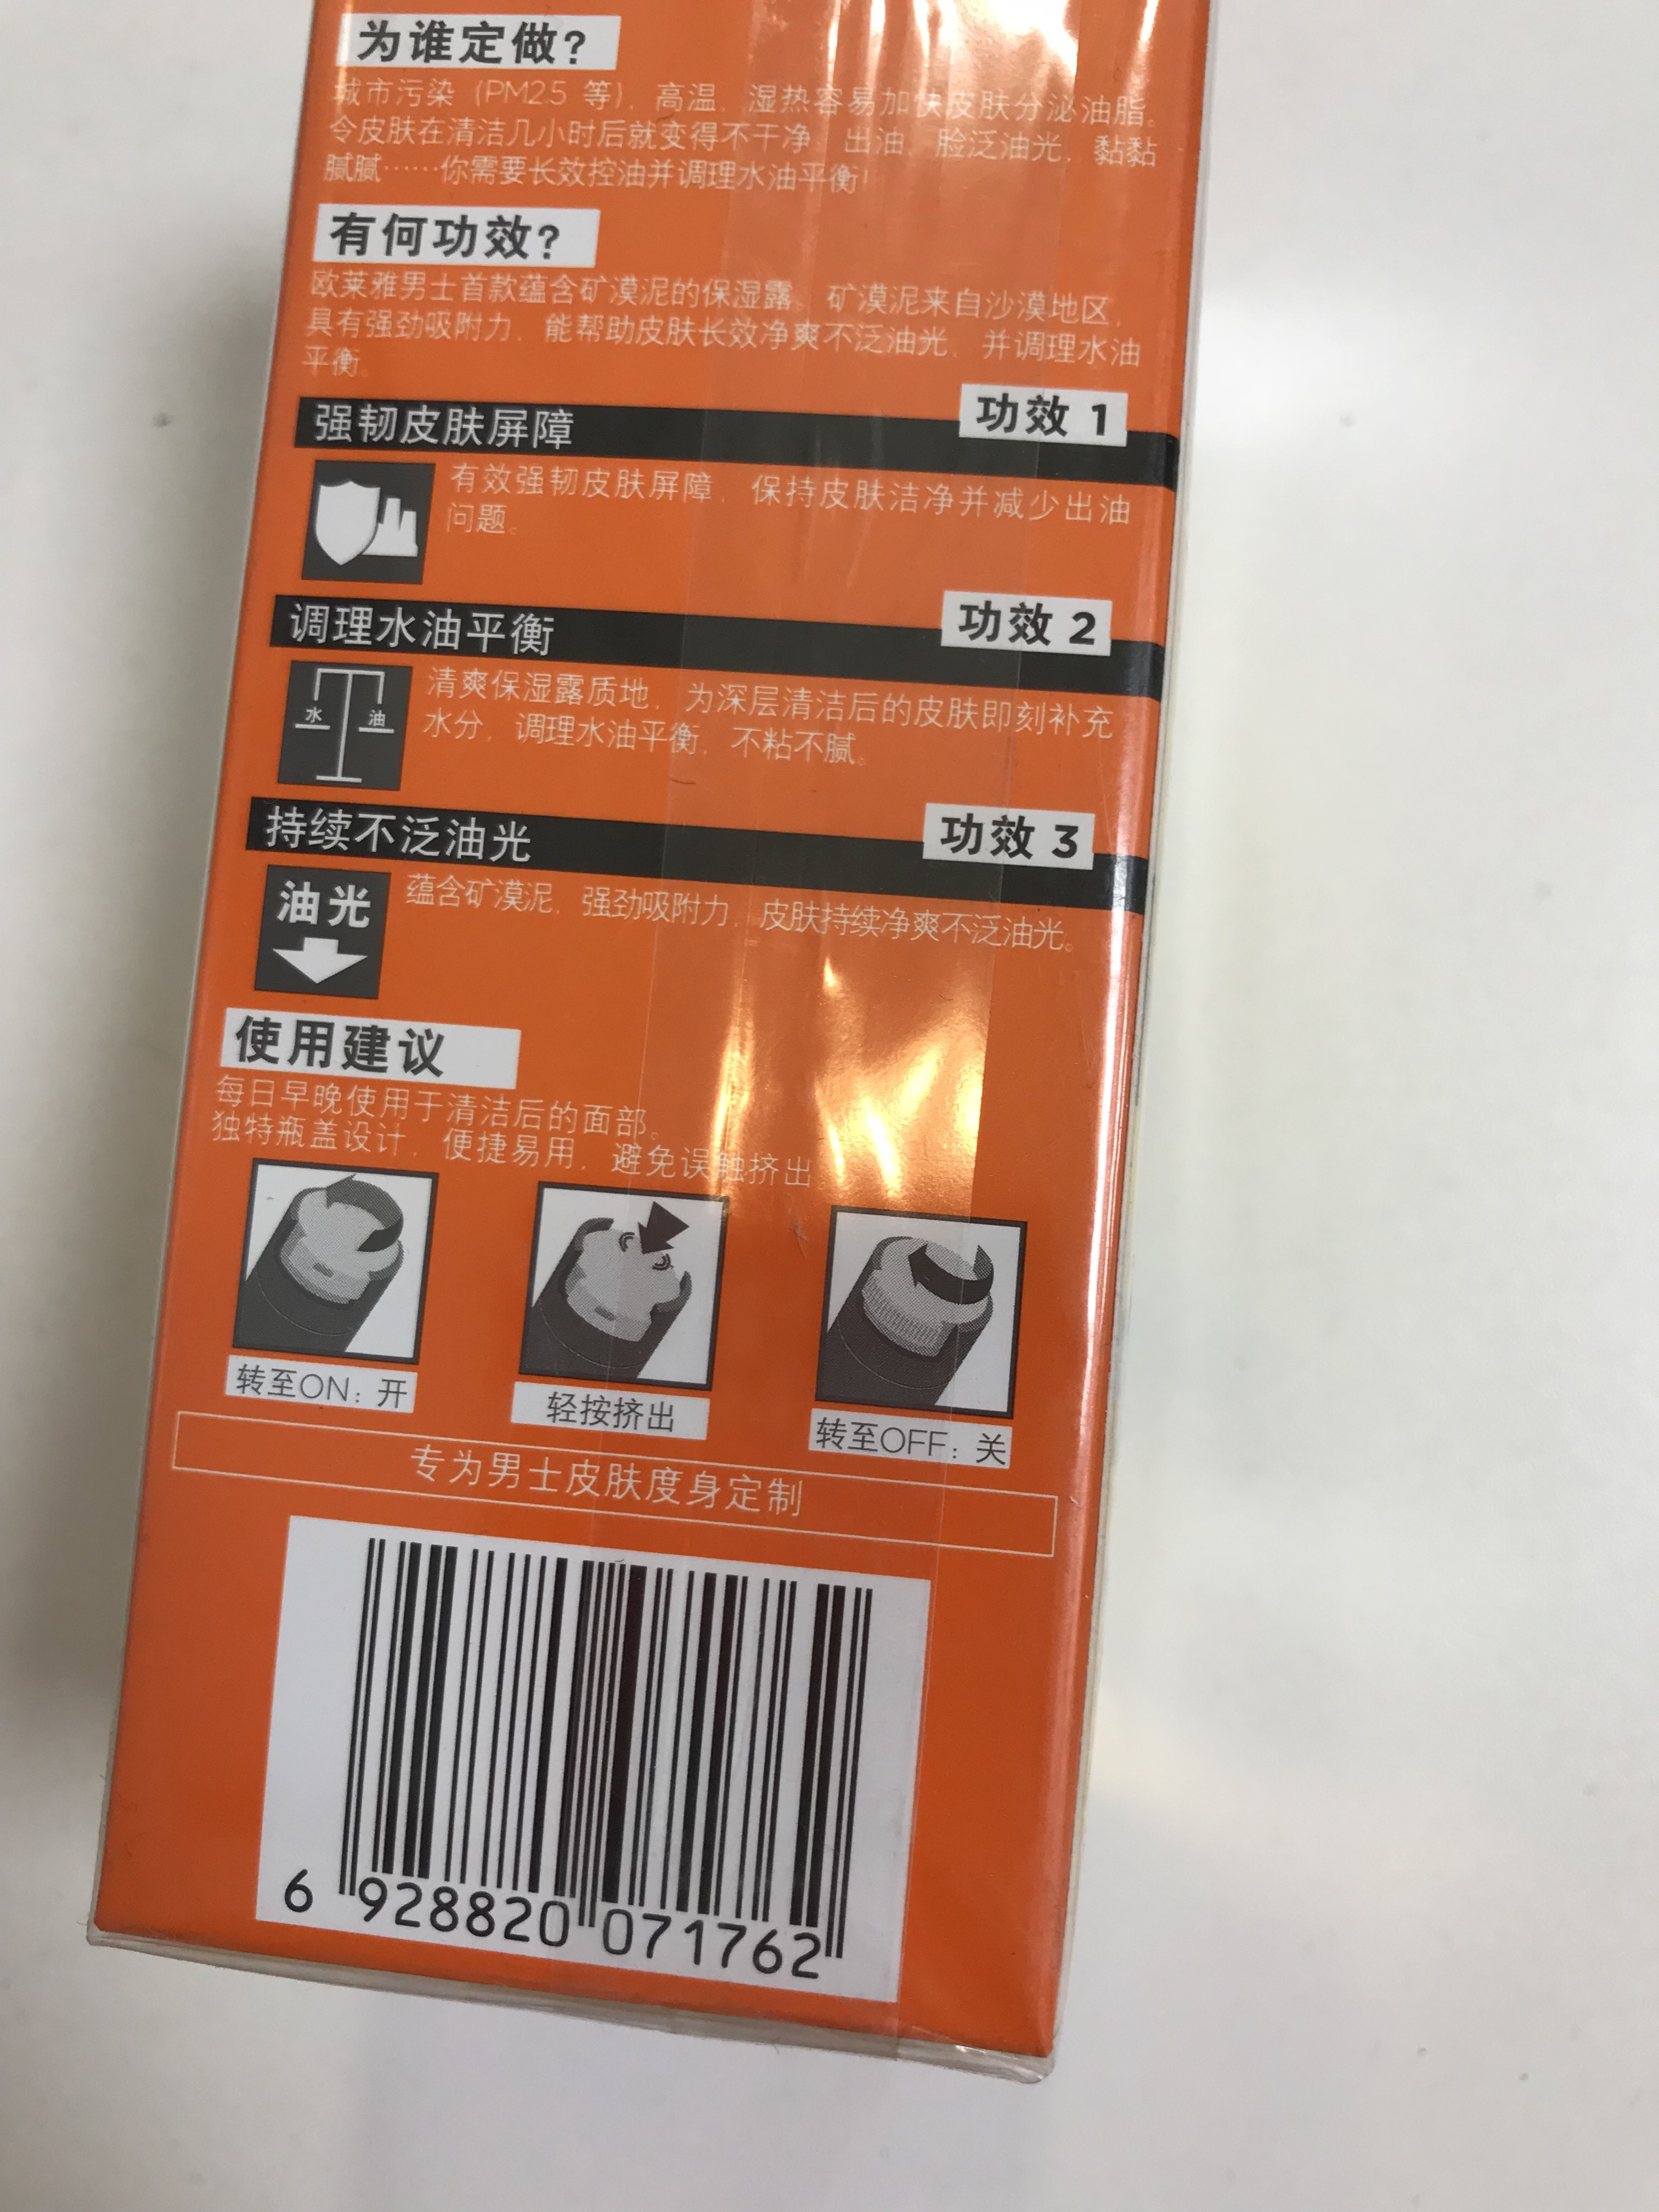 为谁定做?
城市污染 (PM2.5 等), 高温, 湿热容易加快皮肤分泌油脂。
令皮肤在清洁几小时后就变得不干净, 出油, 脸泛油光, 黏黏
腻腻……你需要长效控油并调理水油平衡!
有何功效?
欧莱雅男士首款蕴含矿漠泥的保湿露。矿漠泥来自沙漠地区,
具有强劲吸附力, 能帮助皮肤长效净爽不泛油光, 并调理水油
平衡。
强韧皮肤屏障
功效 1
有效强韧皮肤屏障, 保持皮肤洁净并减少出油
问题。
调理水油平衡
功效 2
水 油
清爽保湿露质地, 为深层清洁后的皮肤即刻补充
水分, 调理水油平衡, 不粘不腻。
持续不泛油光
功效 3
油光
蕴含矿漠泥, 强劲吸附力, 皮肤持续净爽不泛油光。
使用建议
每日早晚使用于清洁后的面部。
独特瓶盖设计, 便捷易用, 避免误触挤出
转至ON: 开
轻按挤出
转至OFF: 关
专为男士皮肤度身定制
6 928820 071762